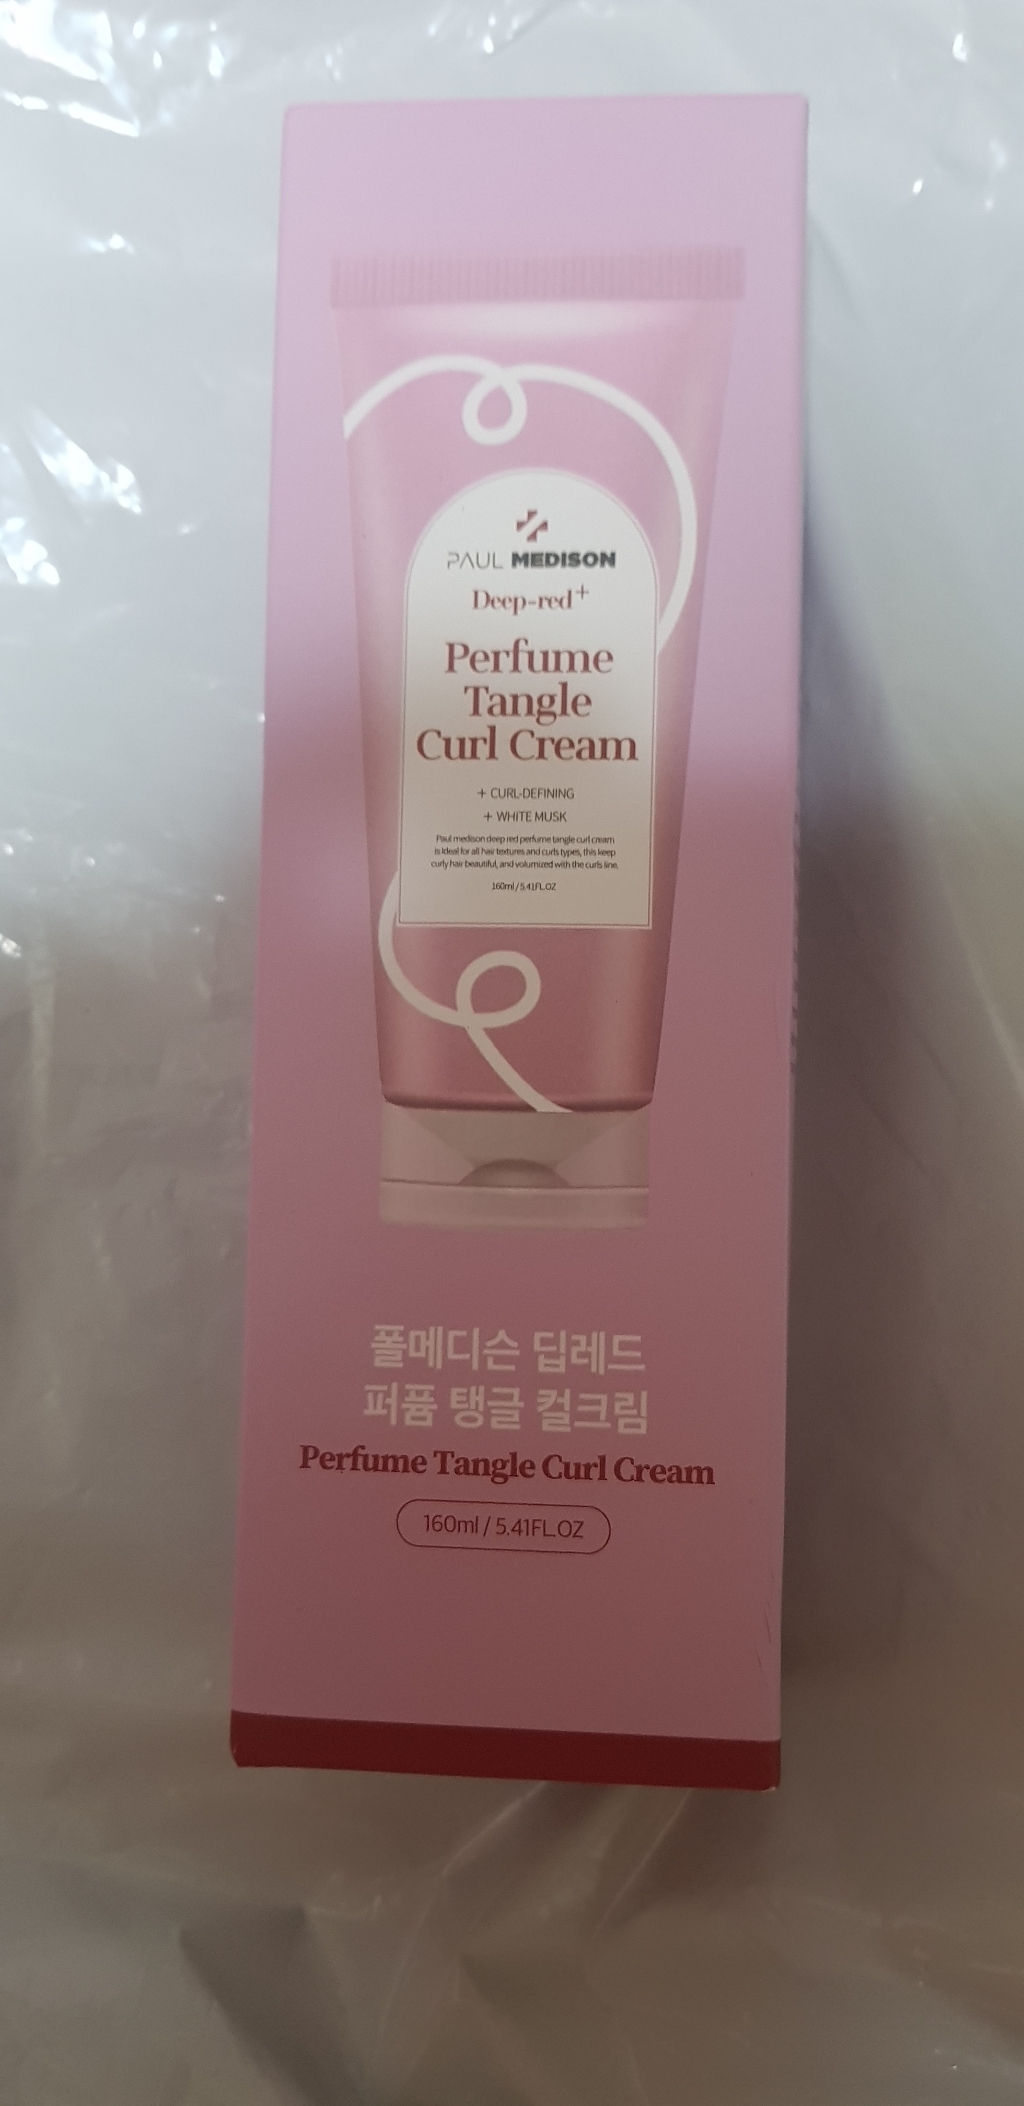 PAUL MEDISON
Deep-red+
Perfume
Tangle
Curl Cream
+ CURL-DEFINING
+ WHITE MUSK
Paul medison deep red perfume tangle curl cream
is ideal for all hair textures and curls types, this keep
curly hair beautiful, and volumized with the curls line.
160ml / 5.41FL.OZ
폴메디슨 딥레드
퍼퓸 탱글 컬크림
Perfume Tangle Curl Cream
160ml / 5.41FL.OZ